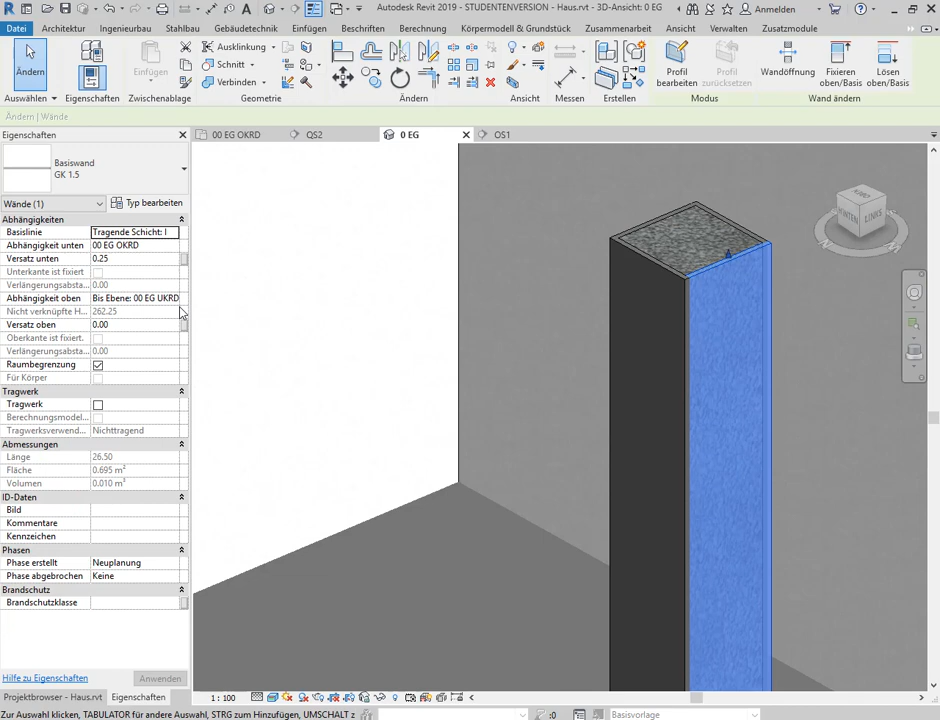 Autodesk Revit 2019 - STUDENTENVERSION - Haus.rvt - 3D-Ansicht: 0 EG
Anmelden
Datei Architektur Ingenieurbau Stahlbau Gebäudetechnik Einfügen Beschriften Berechnung Körpermodell & Grundstück Zusammenarbeit Ansicht Verwalten Zusatzmodule
Ändern
Einfügen
Ausklinkung
Schnitt
Verbinden
Profil bearbeiten
Profil zurücksetzen
Wandöffnung
Fixieren oben/Basis
Lösen oben/Basis
Auswählen Eigenschaften Zwischenablage Geometrie Ändern Ansicht Messen Erstellen Modus Wand ändern
Ändern | Wände
Eigenschaften
00 EG OKRD QS2 0 EG OS1
Basiswand
GK 1.5
Wände (1) Typ bearbeiten
Abhängigkeiten
Basislinie Tragende Schicht: I
Abhängigkeit unten 00 EG OKRD
Versatz unten 0.25
Unterkante ist fixiert
Verlängerungsabsta... 0.00
Abhängigkeit oben Bis Ebene: 00 EG UKRD
Nicht verknüpfte H... 262.25
Versatz oben 0.00
Oberkante ist fixiert.
Verlängerungsabsta... 0.00
Raumbegrenzung
Für Körper
Tragwerk
Tragwerk
Berechnungsmodel...
Tragwerksverwend... Nichttragend
Abmessungen
Länge 26.50
Fläche 0.695 m²
Volumen 0.010 m³
ID-Daten
Bild
Kommentare
Kennzeichen
Phasen
Phase erstellt Neuplanung
Phase abgebrochen Keine
Brandschutz
Brandschutzklasse
HINTEN LINKS
Hilfe zu Eigenschaften Anwenden
Projektbrowser - Haus.rvt Eigenschaften
1 : 100
Zur Auswahl klicken, TABULATOR für andere Auswahl, STRG zum Hinzufügen, UMSCHALT z
:0 Basisvorlage